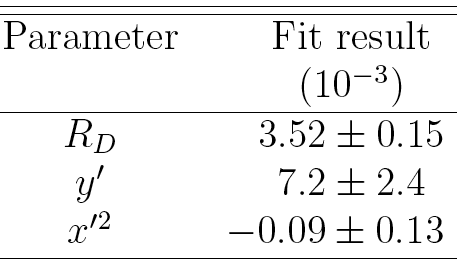 Parameter Fit result
(10⁻³)
R_D 3.52 ± 0.15
y′ 7.2 ± 2.4
x′² −0.09 ± 0.13